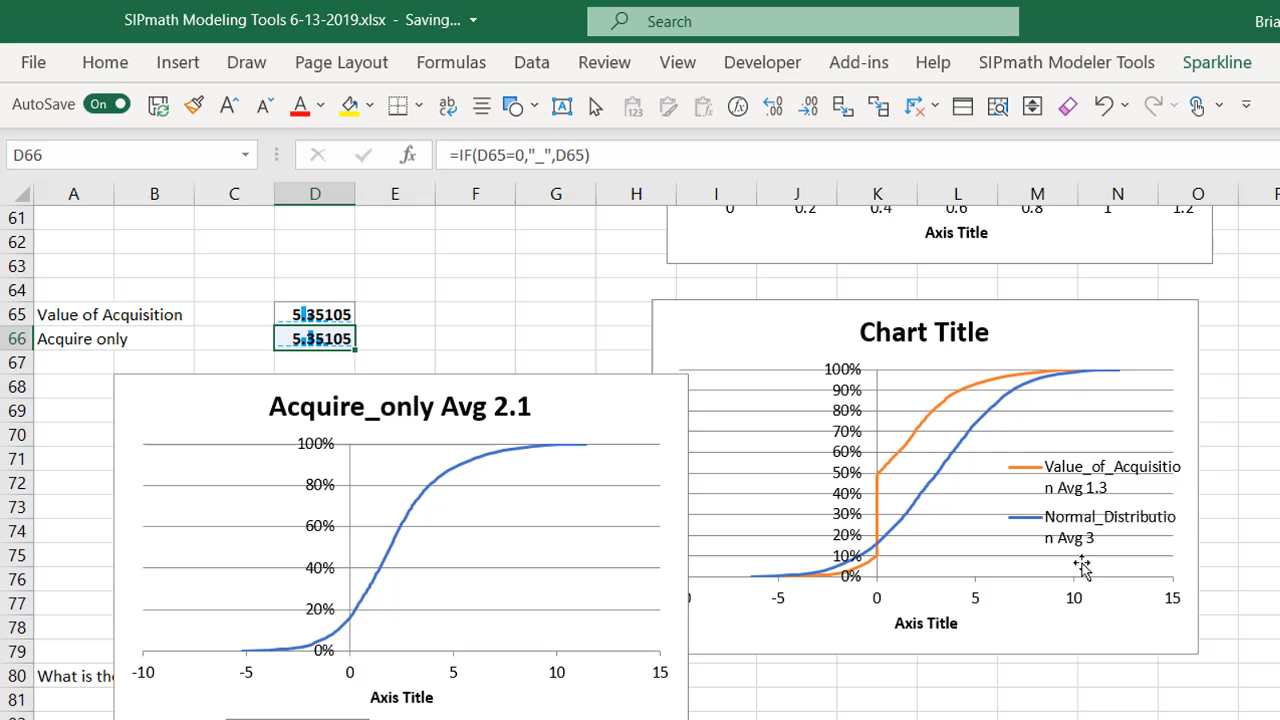 SIPmath Modeling Tools 6-13-2019.xlsx - Saving...
Search
Bria
File Home Insert Draw Page Layout Formulas Data Review View Developer Add-ins Help SIPmath Modeler Tools Sparkline
AutoSave On
D66 fx =IF(D65=0,"_",D65)
A B C D E F G H I J K L M N O
61
0 0.2 0.4 0.6 0.8 1 1.2
62
Axis Title
63
64
65 Value of Acquisition 5.35105
66 Acquire only 5.35105
67
68
69
70
71
72
73
74
75
76
77
78
79
80 What is the
81
Acquire_only Avg 2.1
100%
80%
60%
40%
20%
0%
-10 -5 0 5 10 15
Axis Title
Chart Title
100%
90%
80%
70%
60%
50%
40%
30%
20%
10%
0%
Value_of_Acquisitio
n Avg 1.3
Normal_Distributio
n Avg 3
-5 0 5 10 15
Axis Title